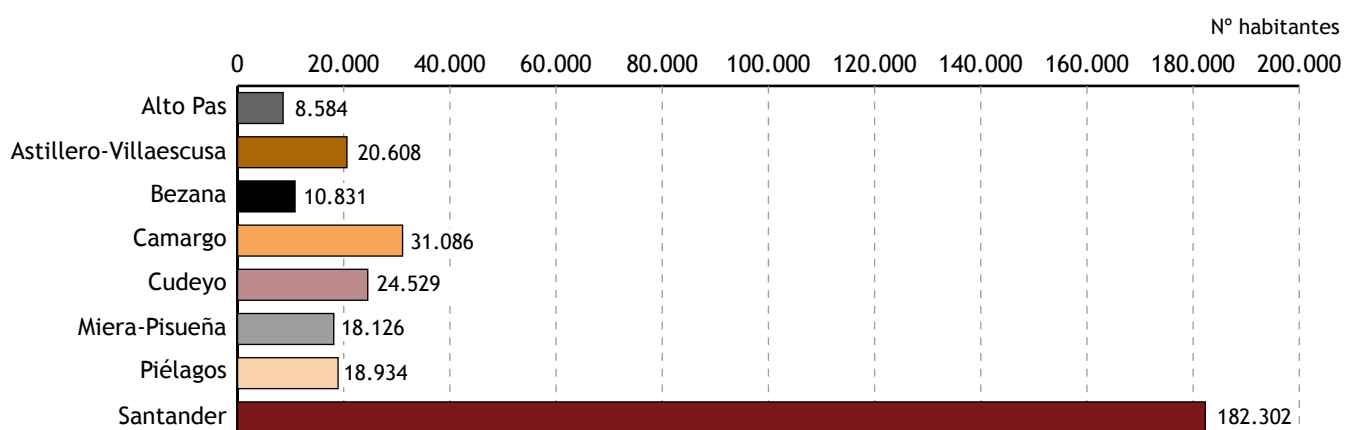 Nº habitantes
0 20.000 40.000 60.000 80.000 100.000 120.000 140.000 160.000 180.000 200.000
Alto Pas 8.584
Astillero-Villaescusa 20.608
Bezana 10.831
Camargo 31.086
Cudeyo 24.529
Miera-Pisueña 18.126
Piélagos 18.934
Santander 182.302